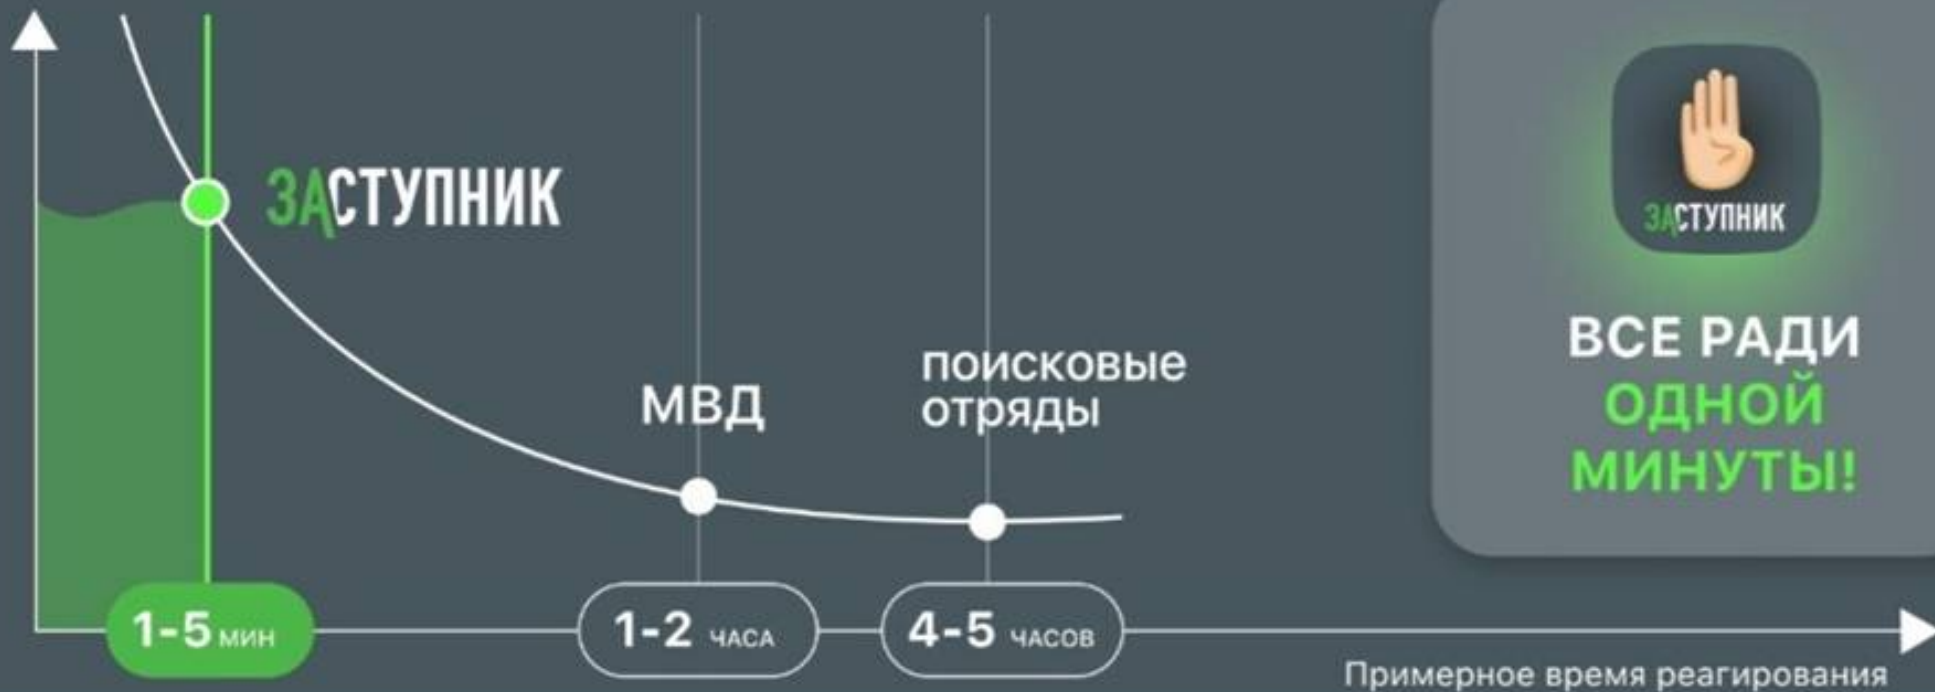 ЗАСТУПНИК
МВД
поисковые
отряды
1-5 мин
1-2 ЧАСА
4-5 ЧАСОВ
Примерное время реагирования
ЗАСТУПНИК
ВСЕ РАДИ
ОДНОЙ
МИНУТЫ!